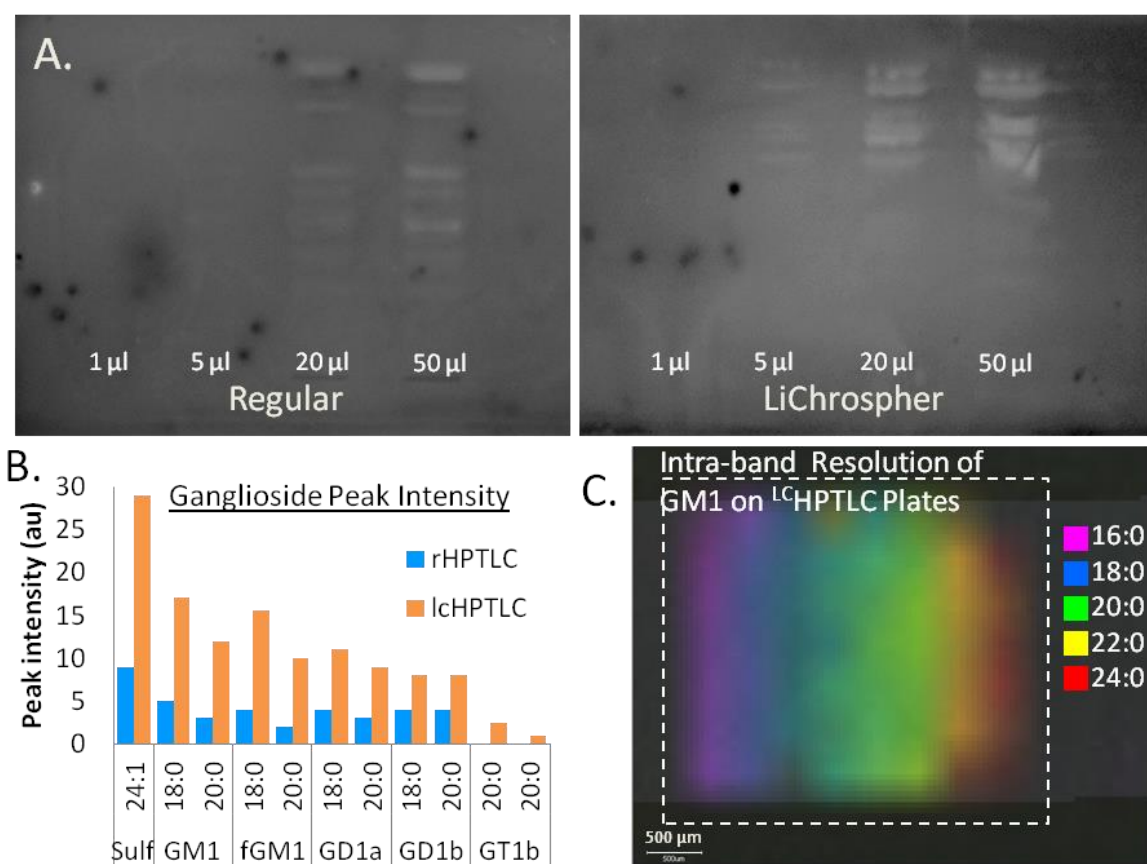 A.
1 µl 5 µl 20 µl 50 µl
Regular
1 µl 5 µl 20 µl 50 µl
LiChrospher
B.
Ganglioside Peak Intensity
Peak intensity (au)
30
25
20
15
10
5
0
rHPTLC
lcHPTLC
24:1 18:0 20:0 18:0 20:0 18:0 20:0 18:0 20:0 20:0 20:0
Sulf GM1 fGM1 GD1a GD1b GT1b
C.
Intra-band Resolution of
GM1 on LCHPTLC Plates
16:0
18:0
20:0
22:0
24:0
500 µm
500µm